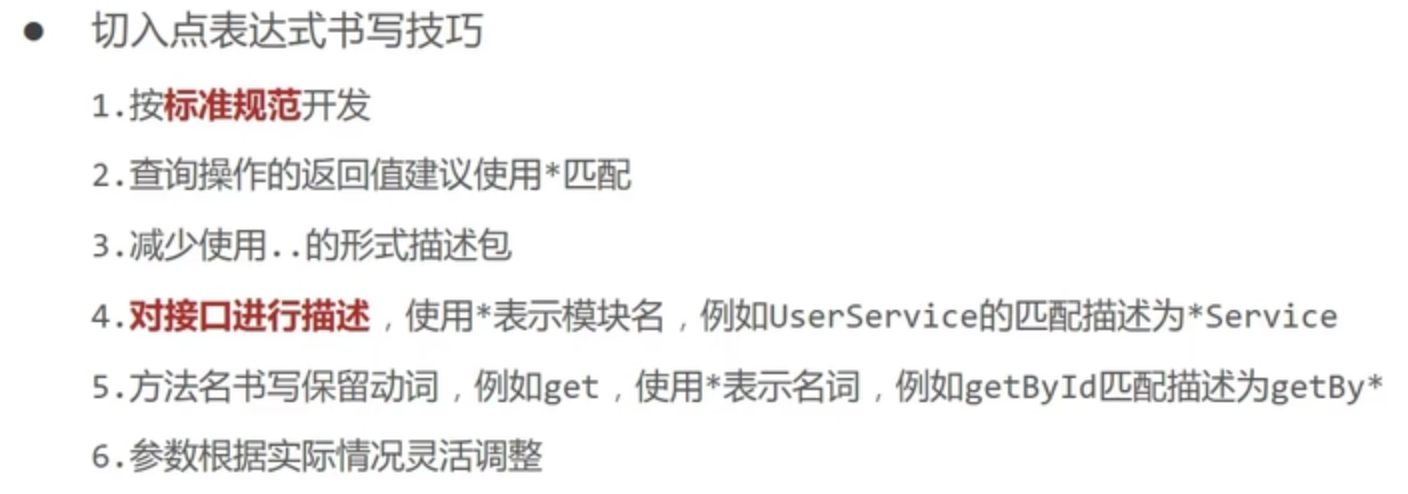 ● 切入点表达式书写技巧
1.按标准规范开发
2.查询操作的返回值建议使用*匹配
3.减少使用..的形式描述包
4.对接口进行描述，使用*表示模块名，例如UserService的匹配描述为*Service
5.方法名书写保留动词，例如get，使用*表示名词，例如getById匹配描述为getBy*
6.参数根据实际情况灵活调整